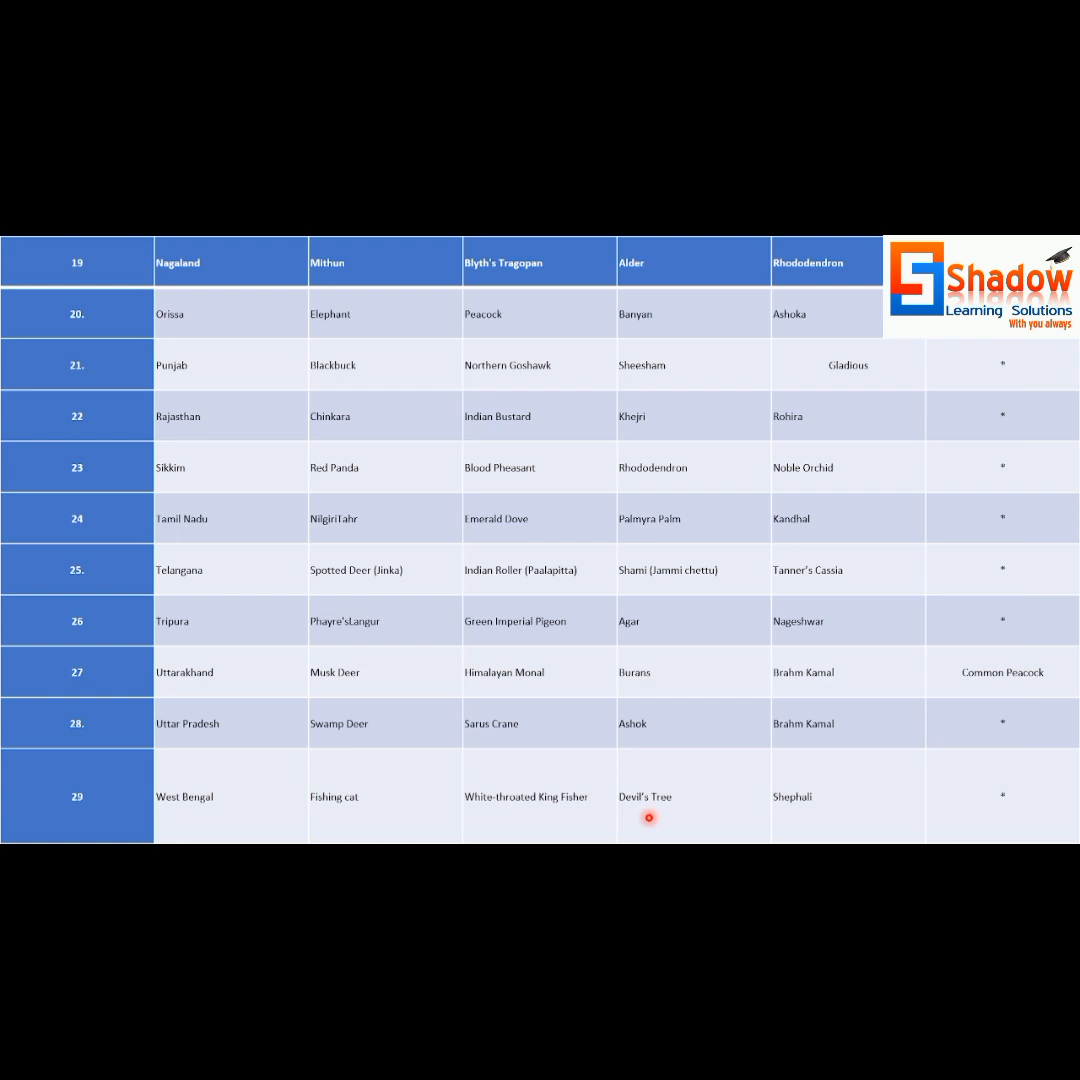 19 Nagaland Mithun Blyth's Tragopan Alder Rhododendron
Shadow
Learning Solutions
With you always
20. Orissa Elephant Peacock Banyan Ashoka
21. Punjab Blackbuck Northern Goshawk Sheesham Gladious *
22 Rajasthan Chinkara Indian Bustard Khejri Rohira *
23 Sikkim Red Panda Blood Pheasant Rhododendron Noble Orchid *
24 Tamil Nadu NilgiriTahr Emerald Dove Palmyra Palm Kandhal *
25. Telangana Spotted Deer (Jinka) Indian Roller (Paalapitta) Shami (Jammi chettu) Tanner's Cassia *
26 Tripura Phayre'sLangur Green Imperial Pigeon Agar Nageshwar *
27 Uttarakhand Musk Deer Himalayan Monal Burans Brahm Kamal Common Peacock
28. Uttar Pradesh Swamp Deer Sarus Crane Ashok Brahm Kamal *
29 West Bengal Fishing cat White-throated King Fisher Devil's Tree Shephali *